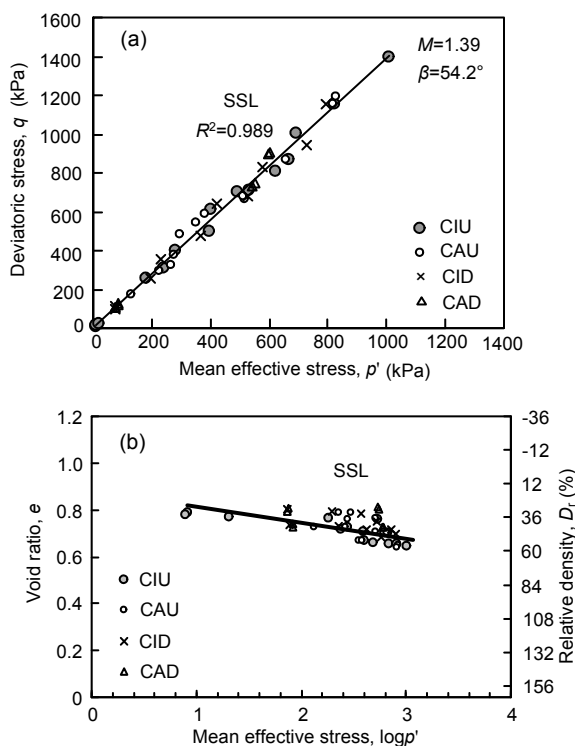 (a)
M=1.39
β=54.2°
SSL
R²=0.989
Deviatoric stress, q (kPa)
1600
1400
1200
1000
800
600
400
200
0
CIU
CAU
CID
CAD
0 200 400 600 800 1000 1200 1400
Mean effective stress, p' (kPa)
(b)
SSL
Void ratio, e
1.2
1.0
0.8
0.6
0.4
0.2
0
CIU
CAU
CID
CAD
-36
-12
12
36
60
84
108
132
156
Relative density, Dr (%)
0 1 2 3 4
Mean effective stress, logp'